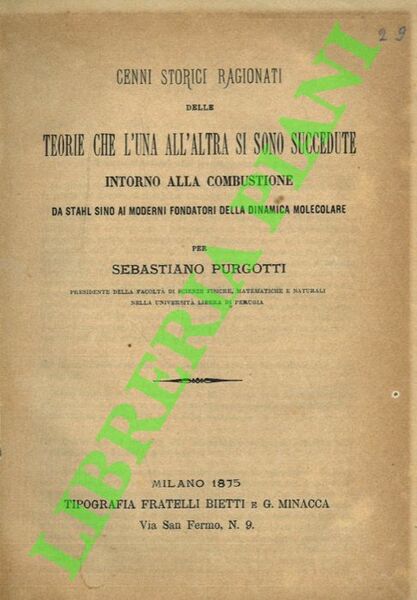 29
CENNI STORICI RAGIONATI
DELLE
TEORIE CHE L'UNA ALL'ALTRA SI SONO SUCCEDUTE
INTORNO ALLA COMBUSTIONE
DA STAHL SINO AI MODERNI FONDATORI DELLA DINAMICA MOLECOLARE
PER
SEBASTIANO PURGOTTI
PRESIDENTE DELLA FACOLTÀ DI SCIENZE FISICHE, MATEMATICHE E NATURALI
NELLA UNIVERSITÀ LIBERA DI PERUGIA
MILANO 1875
TIPOGRAFIA FRATELLI BIETTI E G. MINACCA
Via San Fermo, N. 9.
LIBRERIA PIANI